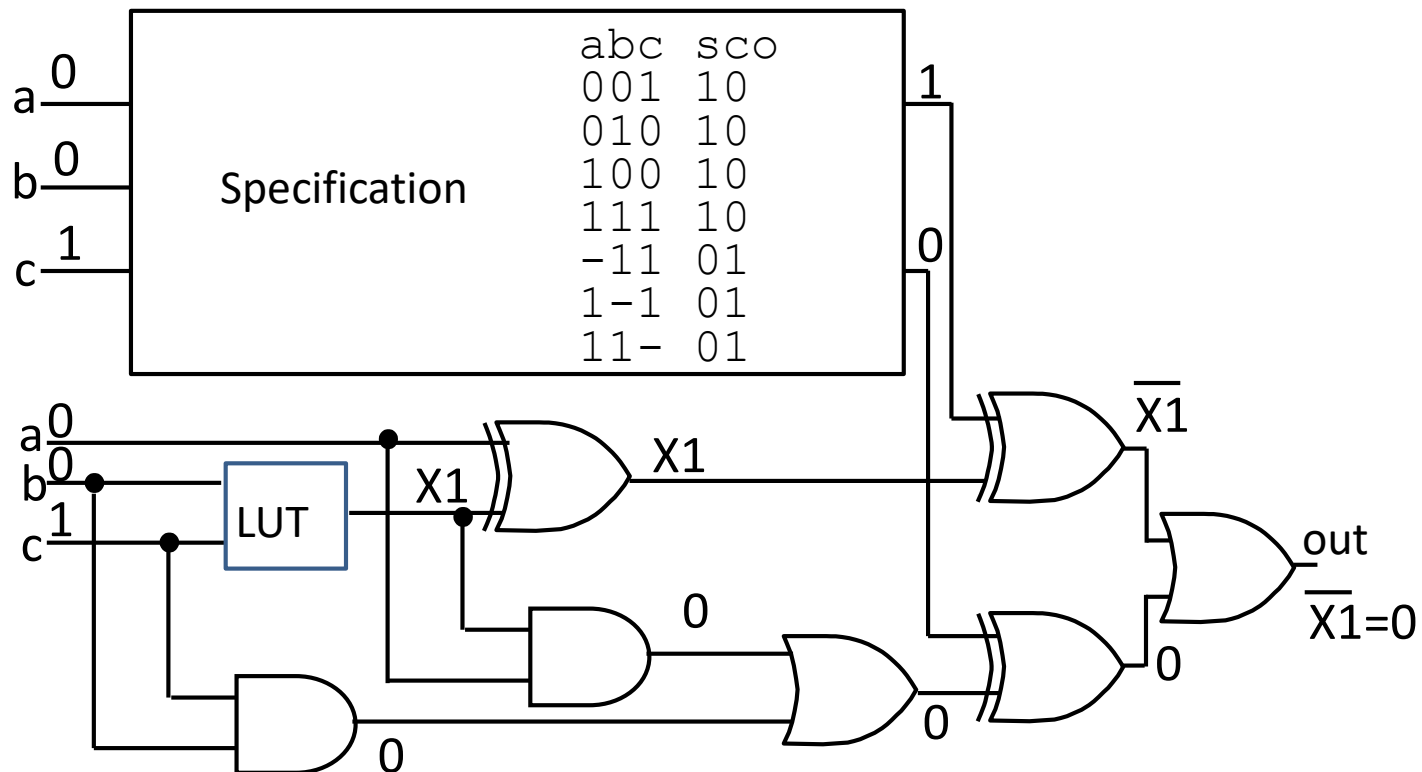 abc sco
001 10
010 10
100 10
111 10
-11 01
1-1 01
11- 01
Specification
a 0
b 0
c 1
1
0
a 0
b 0
c 1
LUT
X1
X1
X̅1̅
0
0
0
0
out
X̅1̅=0